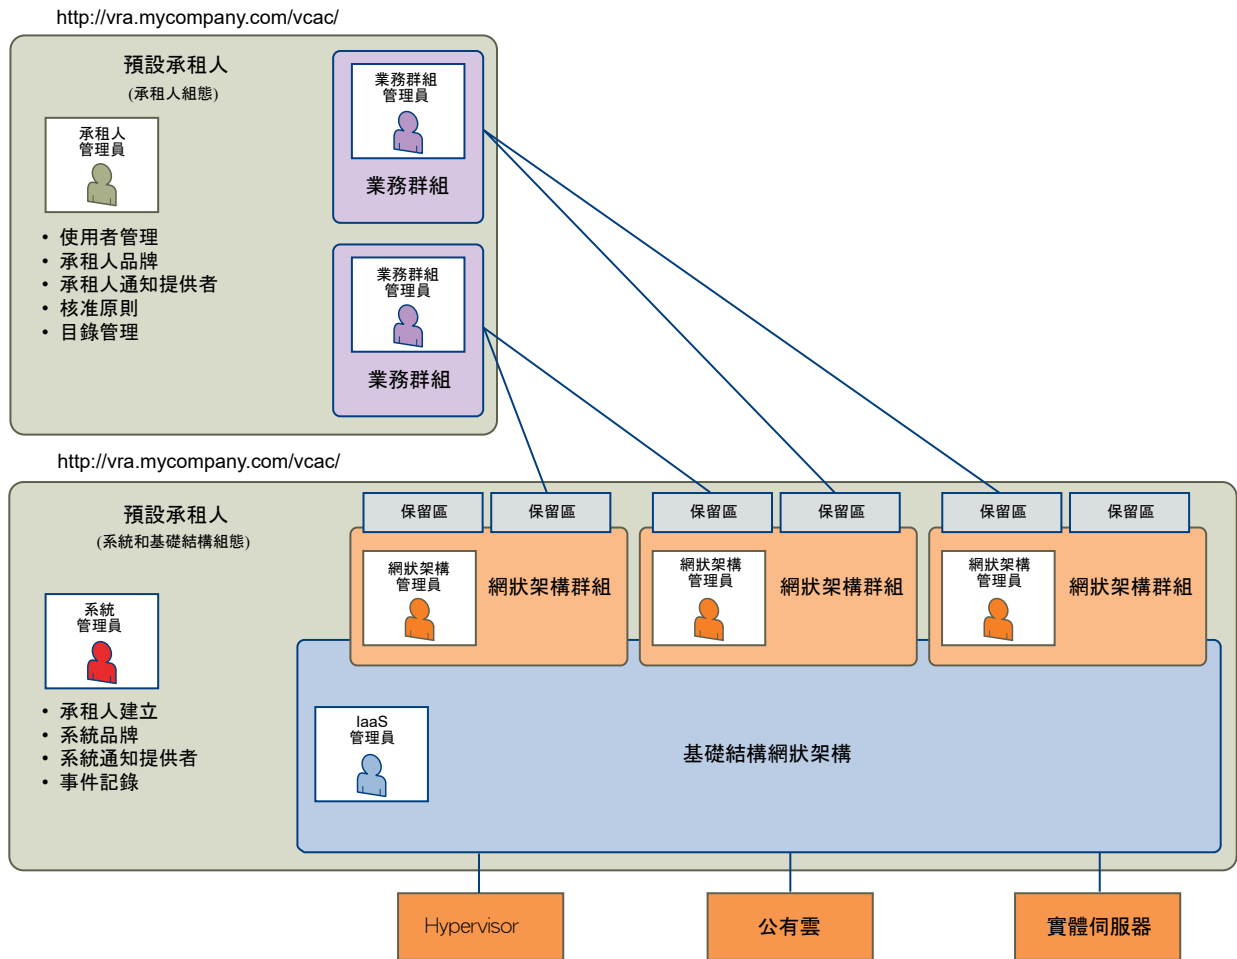 http://vra.mycompany.com/vcac/
預設承租人
(承租人組態)
承租人
管理員
• 使用者管理
• 承租人品牌
• 承租人通知提供者
• 核准原則
• 目錄管理
業務群組
管理員
業務群組
業務群組
管理員
業務群組
http://vra.mycompany.com/vcac/
預設承租人
(系統和基礎結構組態)
系統
管理員
• 承租人建立
• 系統品牌
• 系統通知提供者
• 事件記錄
保留區
保留區
網狀架構
管理員
網狀架構群組
保留區
保留區
網狀架構
管理員
網狀架構群組
保留區
保留區
網狀架構
管理員
網狀架構群組
IaaS
管理員
基礎結構網狀架構
Hypervisor
公有雲
實體伺服器